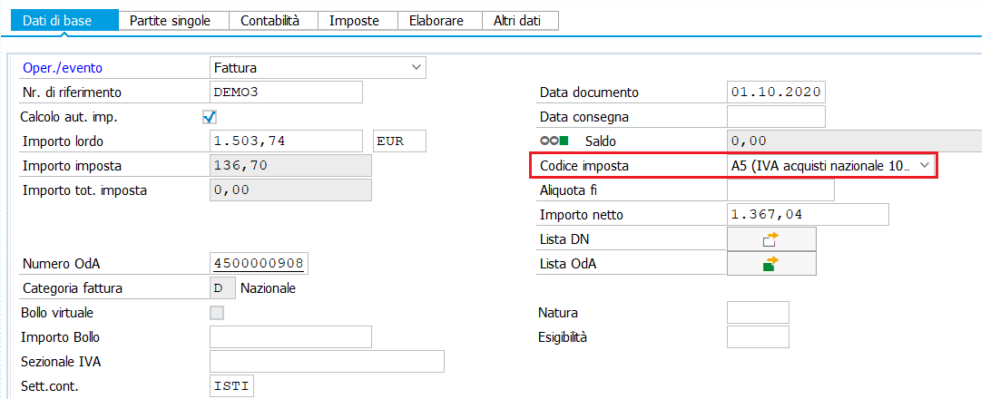 Dati di base Partite singole Contabilità Imposte Elaborare Altri dati
Oper./evento Fattura
Nr. di riferimento DEMO3 Data documento 01.10.2020
Calcolo aut. imp. Data consegna
Importo lordo 1.503,74 EUR Saldo 0,00
Importo imposta 136,70 Codice imposta A5 (IVA acquisti nazionale 10...
Importo tot. imposta 0,00 Aliquota fi
Importo netto 1.367,04
Lista DN
Numero OdA 4500000908 Lista OdA
Categoria fattura D Nazionale
Bollo virtuale Natura
Importo Bollo Esigibilità
Sezionale IVA
Sett.cont. ISTI